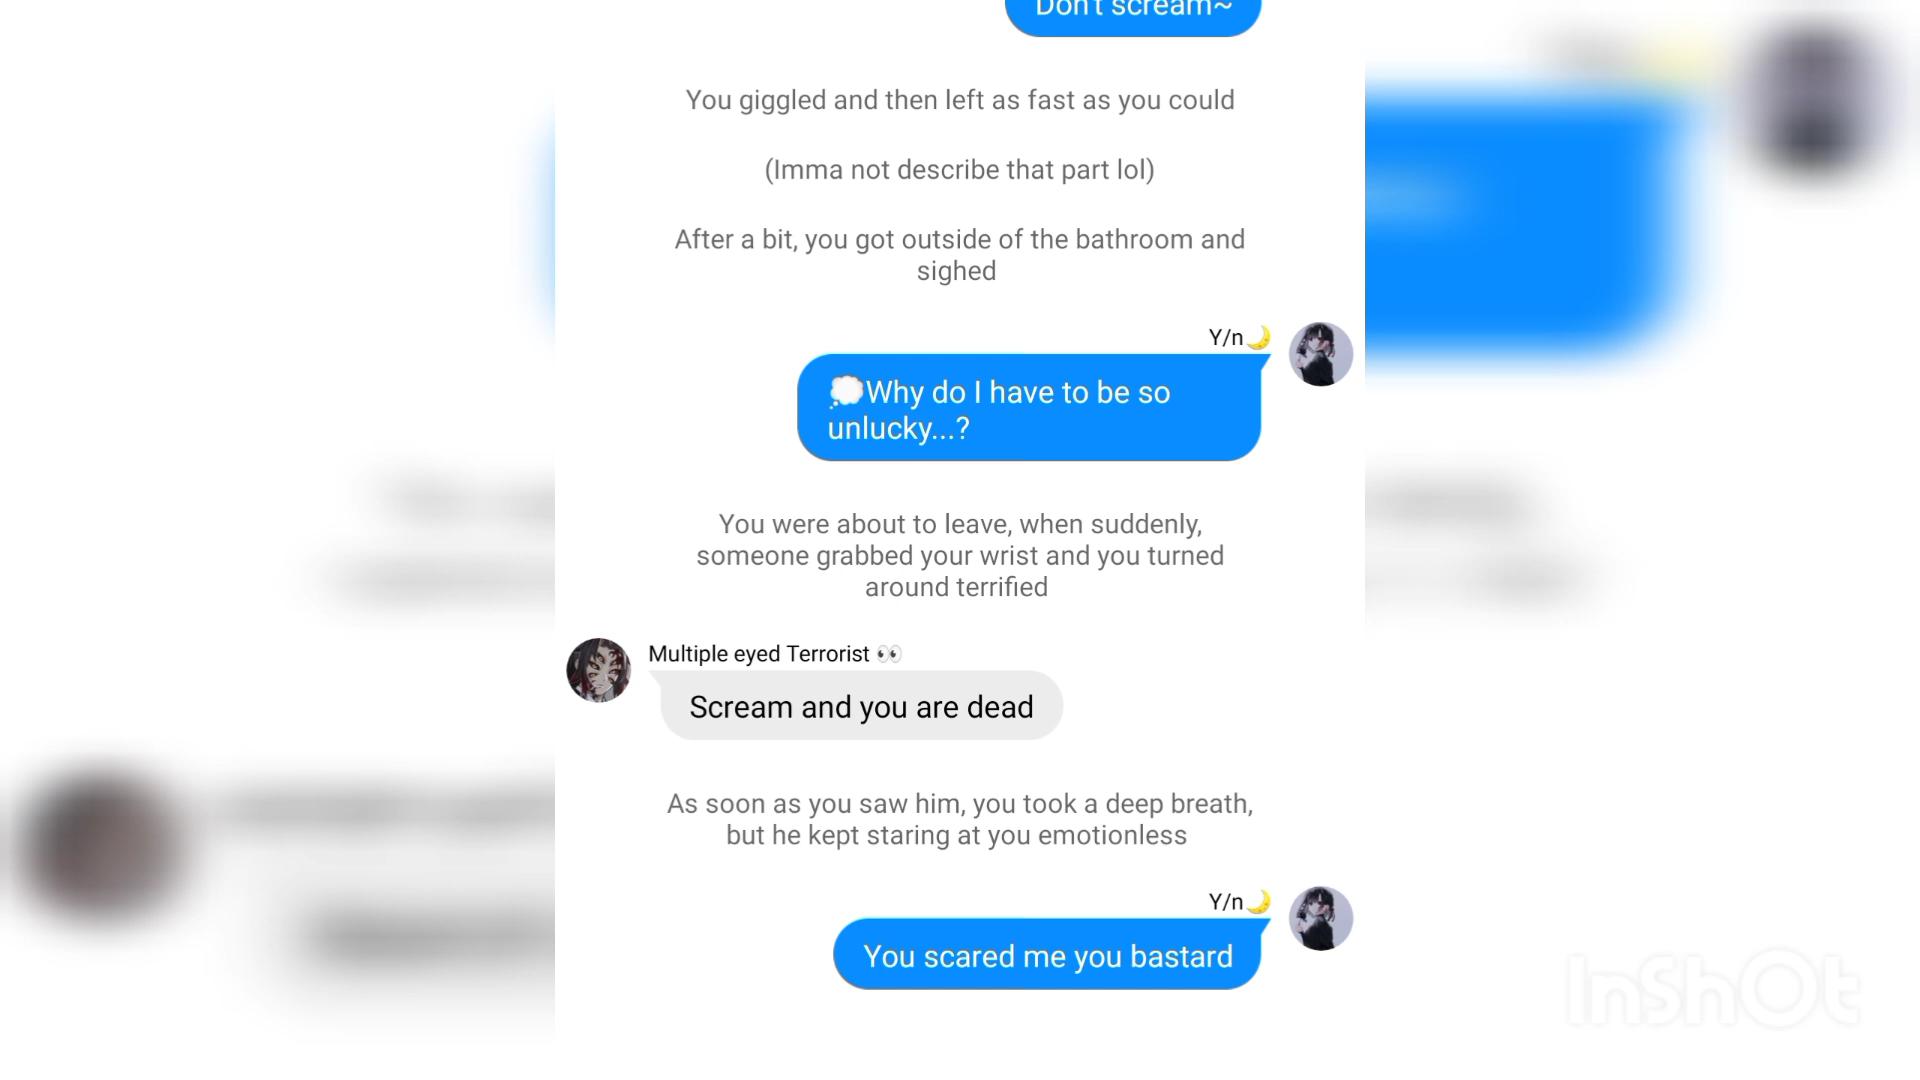 Don't scream~
You giggled and then left as fast as you could
(Imma not describe that part lol)
After a bit, you got outside of the bathroom and
sighed
Y/n🌙
💭Why do I have to be so
unlucky...?
You were about to leave, when suddenly,
someone grabbed your wrist and you turned
around terrified
Multiple eyed Terrorist 👀
Scream and you are dead
As soon as you saw him, you took a deep breath,
but he kept staring at you emotionless
Y/n🌙
You scared me you bastard
InShOt